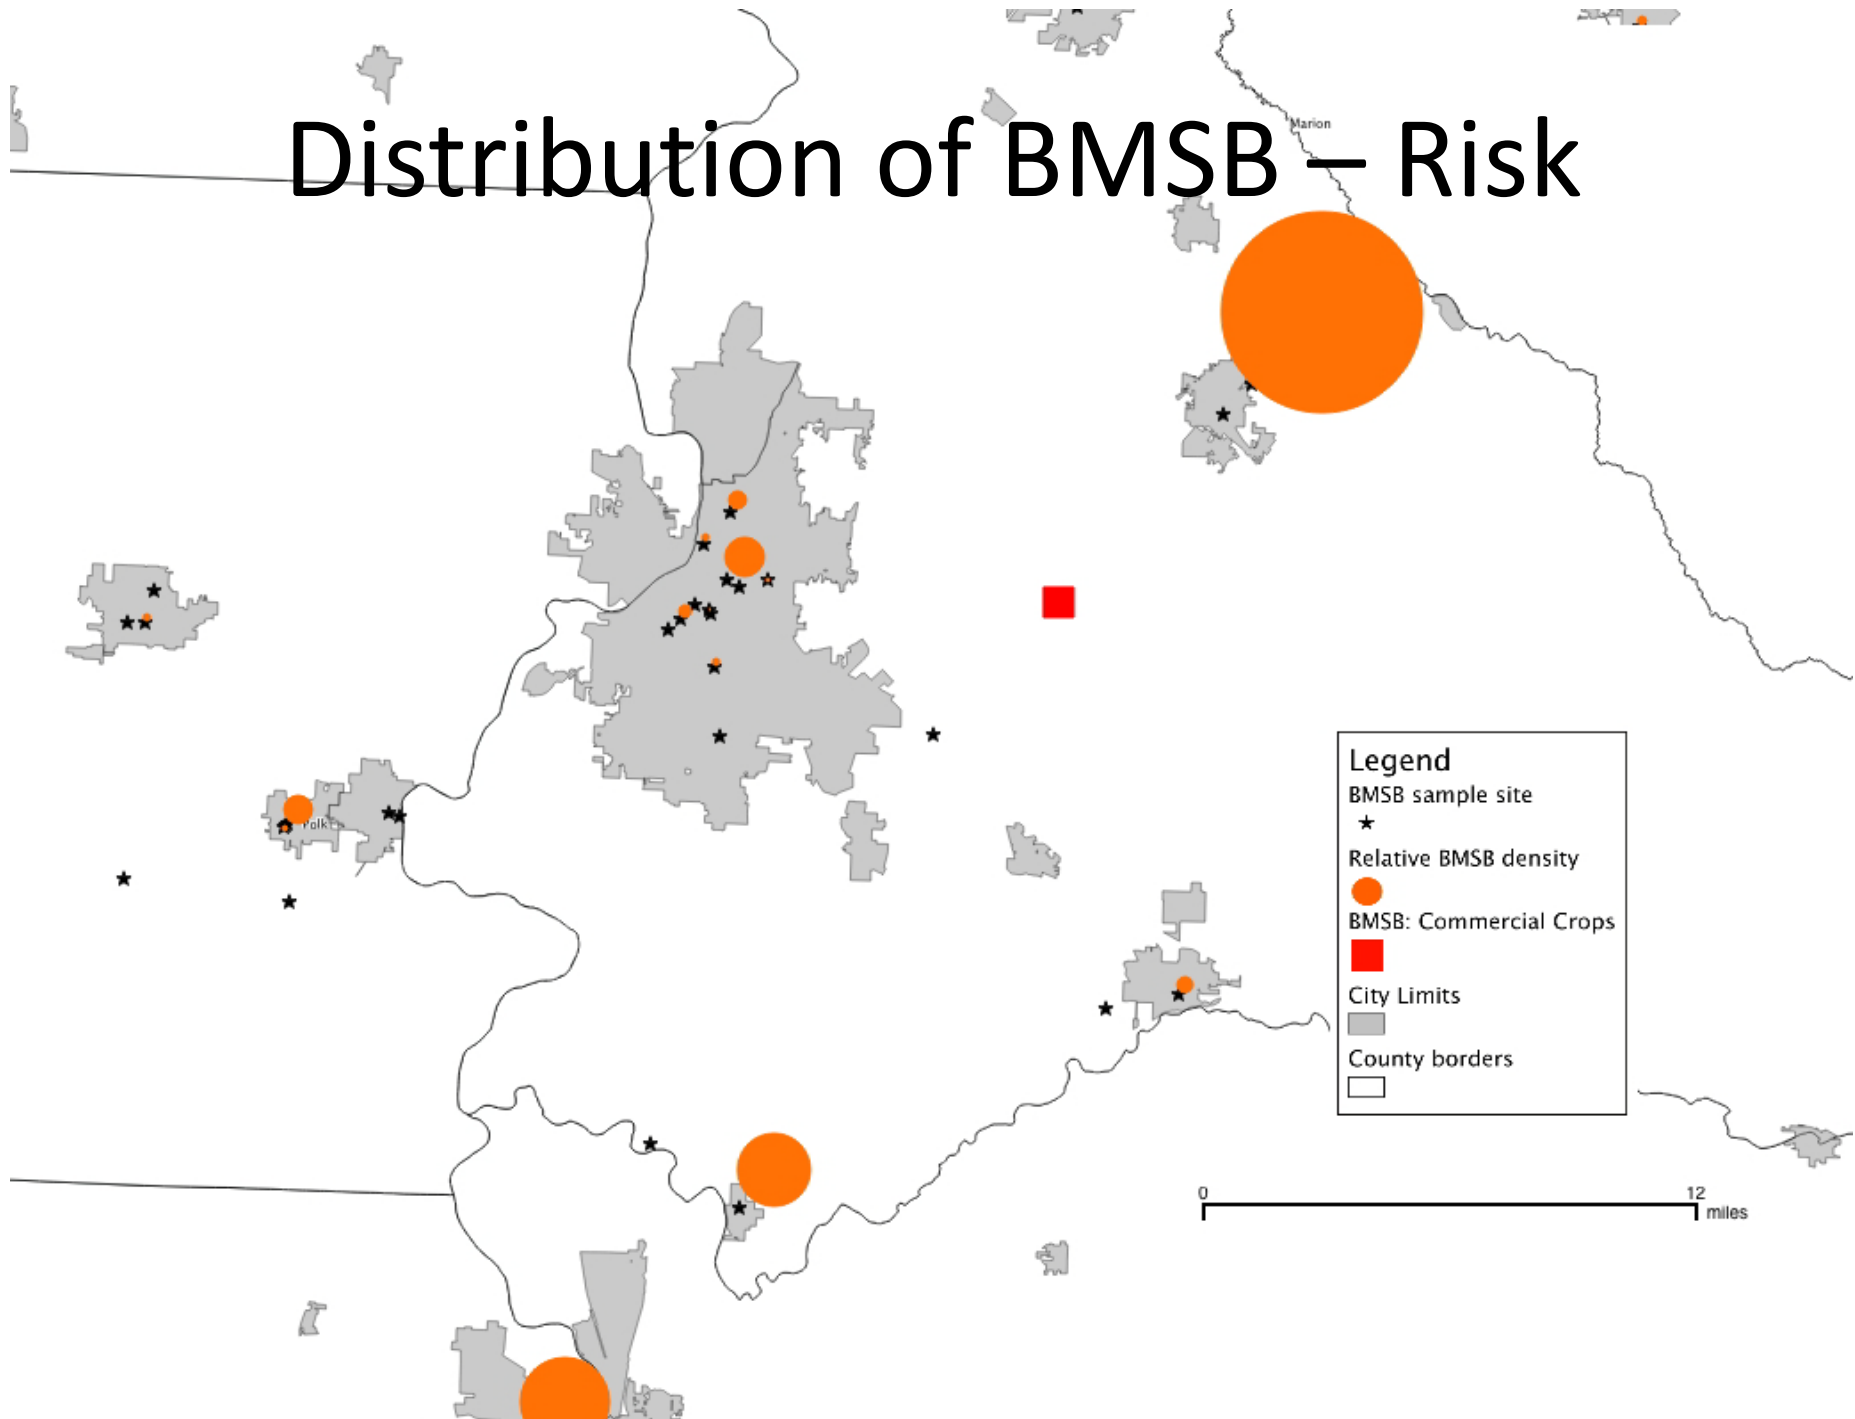 Marion
Distribution of BMSB – Risk
Polk
Legend
BMSB sample site
Relative BMSB density
BMSB: Commercial Crops
City Limits
County borders
0 12
miles